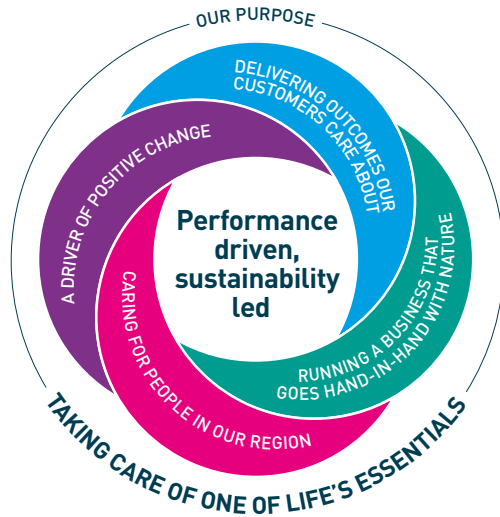 OUR PURPOSE
DELIVERING OUTCOMES OUR
CUSTOMERS CARE ABOUT
RUNNING A BUSINESS THAT
GOES HAND-IN-HAND WITH NATURE
CARING FOR PEOPLE IN OUR REGION
A DRIVER OF POSITIVE CHANGE
Performance
driven,
sustainability
led
TAKING CARE OF ONE OF LIFE’S ESSENTIALS